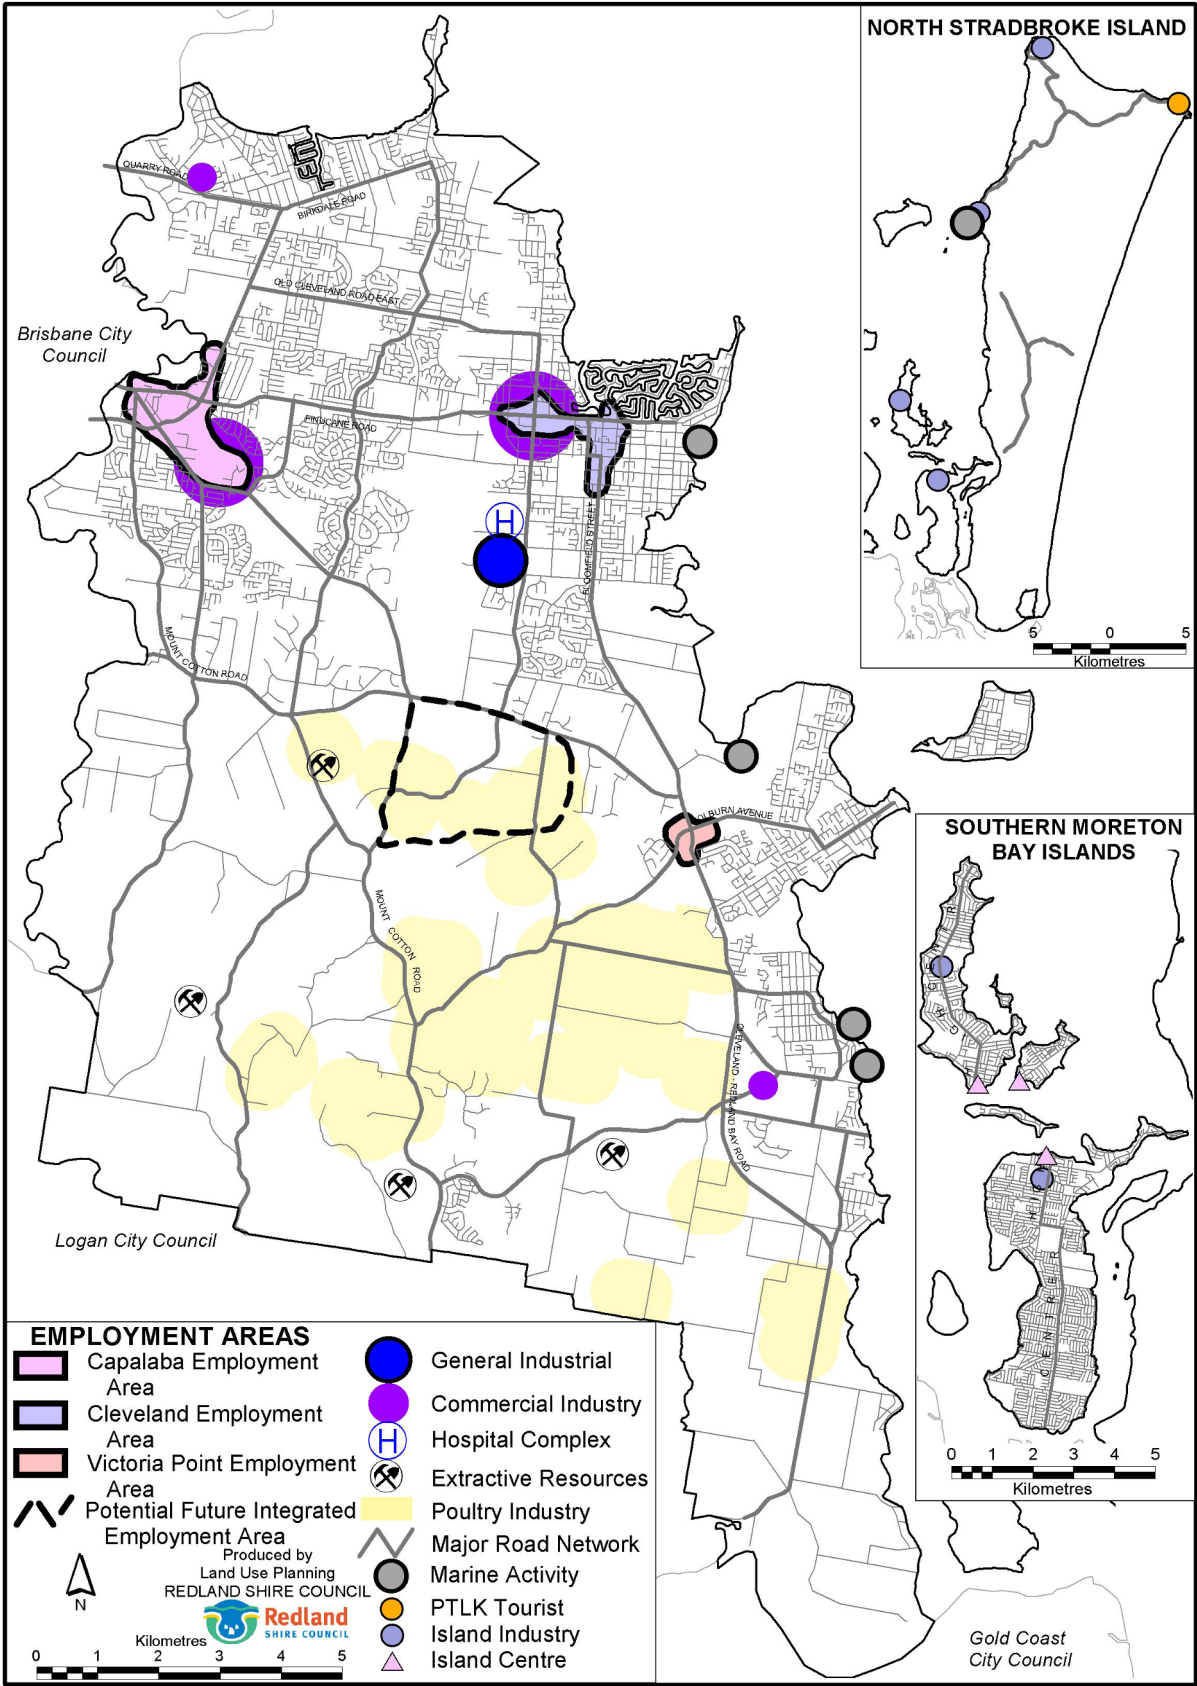 NORTH STRADBROKE ISLAND
QUARRY ROAD
BIRKDALE ROAD
OLD CLEVELAND ROAD EAST
Brisbane City
Council
FINUCANE ROAD
H
BLOOMFIELD STREET
MOUNT COTTON ROAD
5 0 5
Kilometres
SOUTHERN MORETON
BAY ISLANDS
MOUNT COTTON ROAD
CLEVELAND - REDLAND BAY ROAD
Logan City Council
0 1 2 3 4 5
Kilometres
EMPLOYMENT AREAS
Capalaba Employment
Area
Cleveland Employment
Area
Victoria Point Employment
Area
Potential Future Integrated
Employment Area
General Industrial
Commercial Industry
H
Hospital Complex
Extractive Resources
Poultry Industry
Major Road Network
Marine Activity
PTLK Tourist
Island Industry
Island Centre
N
Produced by
Land Use Planning
REDLAND SHIRE COUNCIL
Redland
SHIRE COUNCIL
Kilometres
0 1 2 3 4 5
Gold Coast
City Council